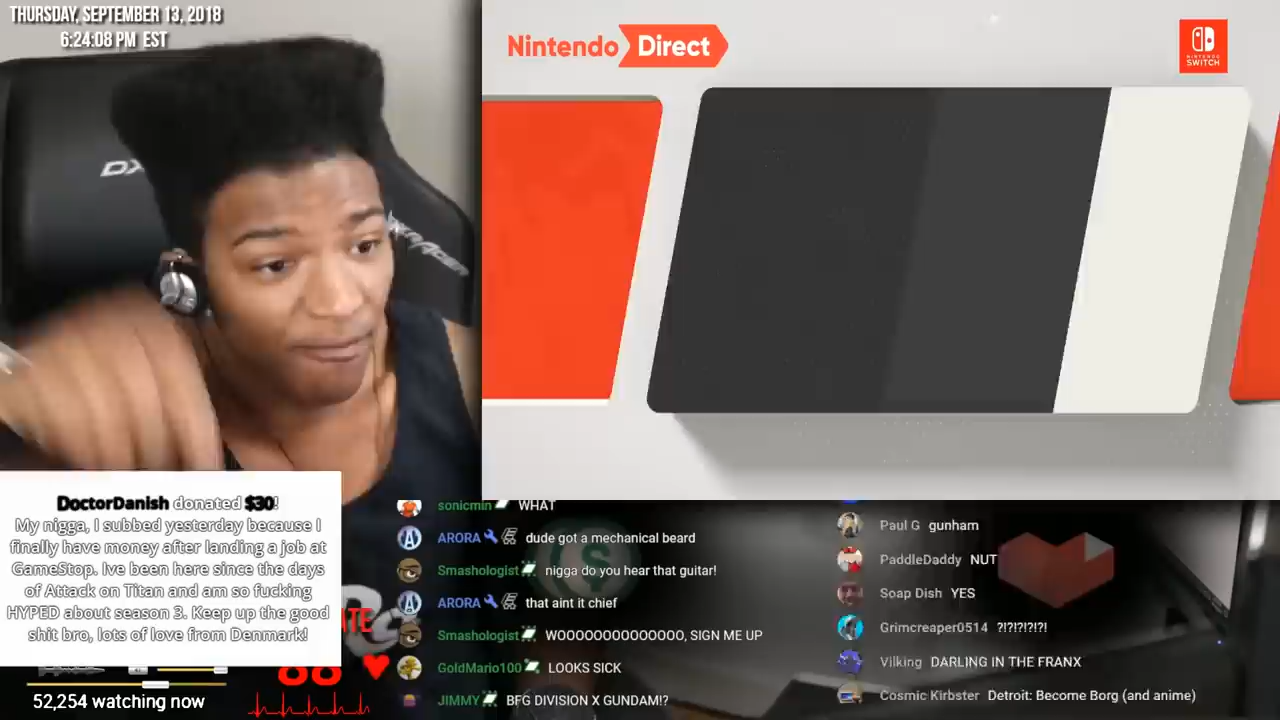 THURSDAY, SEPTEMBER 13, 2018
6:24:08 PM EST
Nintendo Direct
NINTENDO
SWITCH
DoctorDanish donated $30!
My nigga, I subbed yesterday because I
finally have money after landing a job at
GameStop. Ive been here since the days
of Attack on Titan and am so fucking
HYPED about season 3. Keep up the good
shit bro, lots of love from Denmark!
52,254 watching now
88
sonicmin WHAT
ARORA dude got a mechanical beard
Smashologist nigga do you hear that guitar!
ARORA that aint it chief
Smashologist WOOOOOOOOOOOOOO, SIGN ME UP
GoldMario100 LOOKS SICK
JIMMY BFG DIVISION X GUNDAM!?
Paul G gunham
PaddleDaddy NUT
Soap Dish YES
Grimcreaper0514 ?!?!?!?!?!
Vilking DARLING IN THE FRANX
Cosmic Kirbster Detroit: Become Borg (and anime)